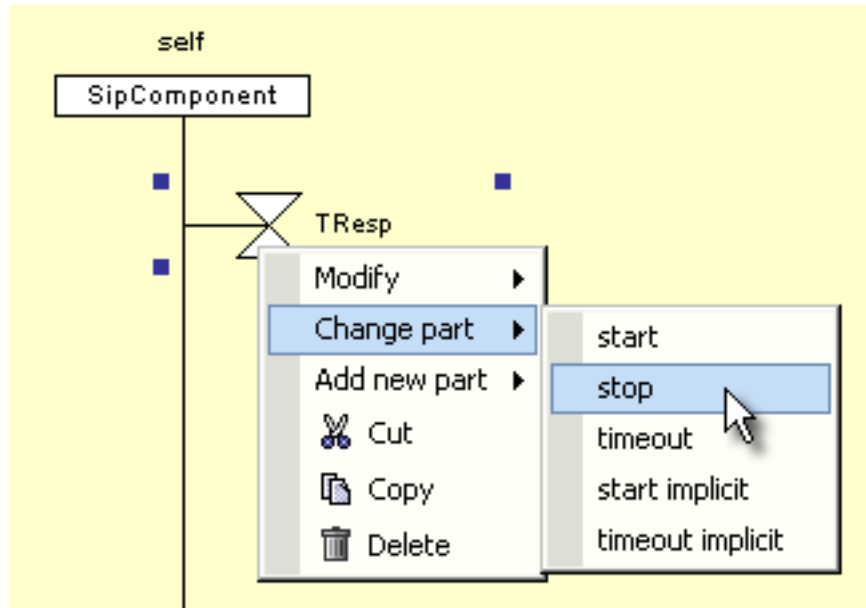 self
SipComponent
TResp
Modify
Change part
Add new part
Cut
Copy
Delete
start
stop
timeout
start implicit
timeout implicit